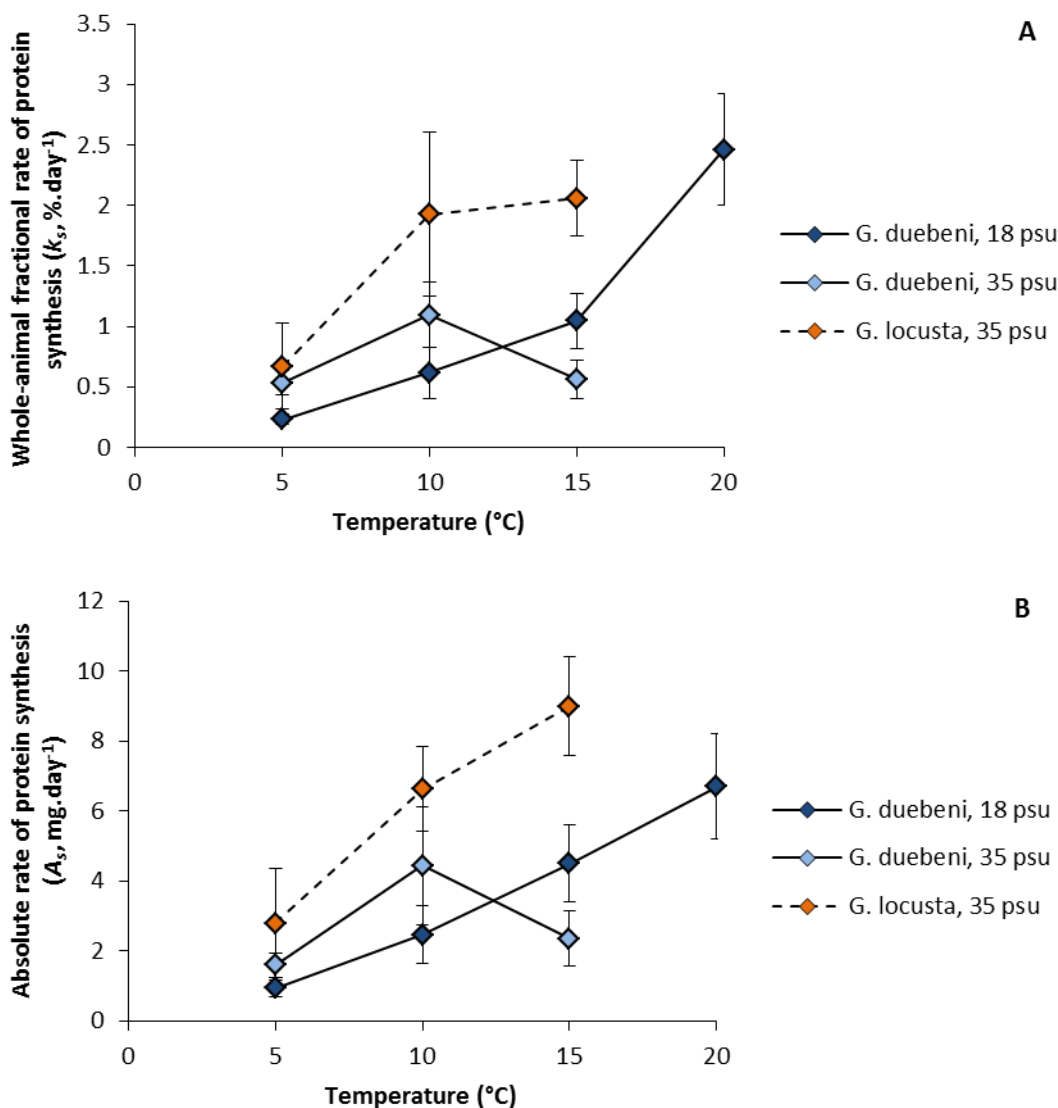 A
Whole-animal fractional rate of protein
synthesis (ks, %.day-1)
3.5
3
2.5
2
1.5
1
0.5
0
0 5 10 15 20
Temperature (°C)
G. duebeni, 18 psu
G. duebeni, 35 psu
G. locusta, 35 psu
B
Absolute rate of protein synthesis
(As, mg.day-1)
12
10
8
6
4
2
0
0 5 10 15 20
Temperature (°C)
G. duebeni, 18 psu
G. duebeni, 35 psu
G. locusta, 35 psu